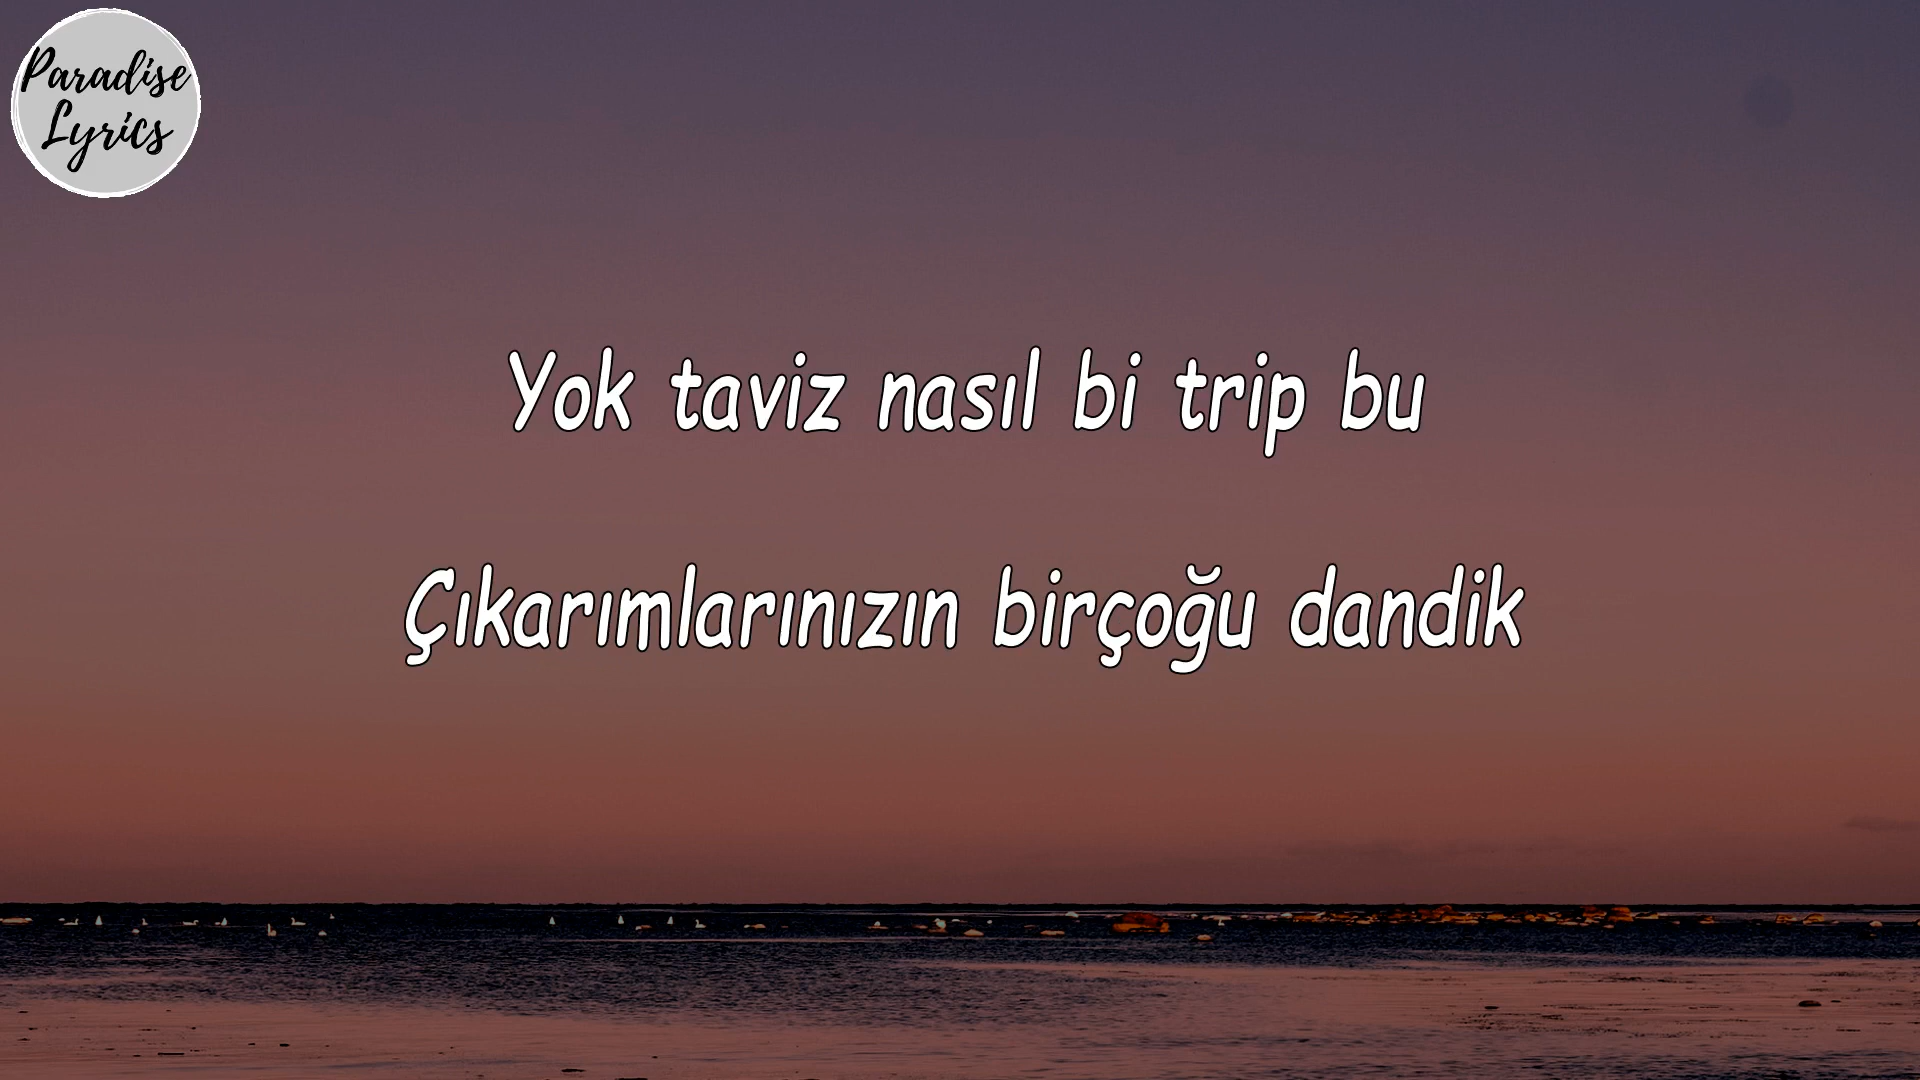 Paradise
Lyrics
Yok taviz nasıl bi trip bu
Çıkarımlarınızın birçoğu dandik